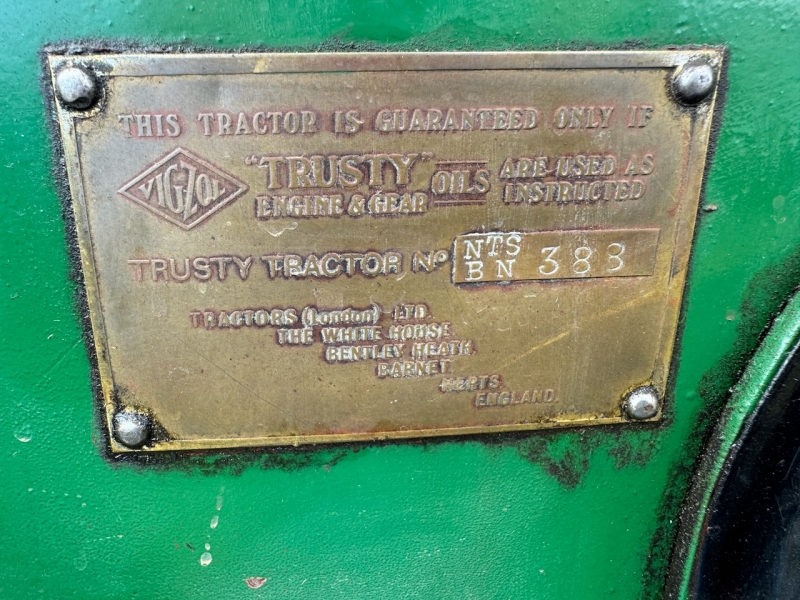 THIS TRACTOR IS GUARANTEED ONLY IF
VIGZOL "TRUSTY" OILS ARE USED AS
ENGINE & GEAR INSTRUCTED
TRUSTY TRACTOR No NTS
BN 388
TRACTORS (London) LTD.
THE WHITE HOUSE.
BENTLEY HEATH.
BARNET.
HERTS.
ENGLAND.